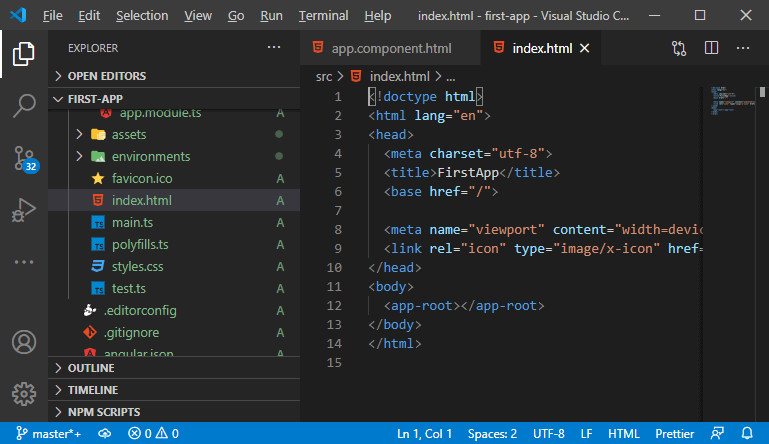 File Edit Selection View Go Run Terminal Help index.html - first-app - Visual Studio C...
EXPLORER
OPEN EDITORS
FIRST-APP
app.module.ts A
assets
environments
favicon.ico A
index.html A
TS main.ts A
TS polyfills.ts A
styles.css A
TS test.ts A
.editorconfig A
.gitignore A
angular.json A
OUTLINE
TIMELINE
NPM SCRIPTS
32
app.component.html index.html
src > index.html > ...
1 <!doctype html>
2 <html lang="en">
3 <head>
4 <meta charset="utf-8">
5 <title>FirstApp</title>
6 <base href="/">
7
8 <meta name="viewport" content="width=devic
9 <link rel="icon" type="image/x-icon" href=
10 </head>
11 <body>
12 <app-root></app-root>
13 </body>
14 </html>
15
master*+ 0 0 Ln 1, Col 1 Spaces: 2 UTF-8 LF HTML Prettier